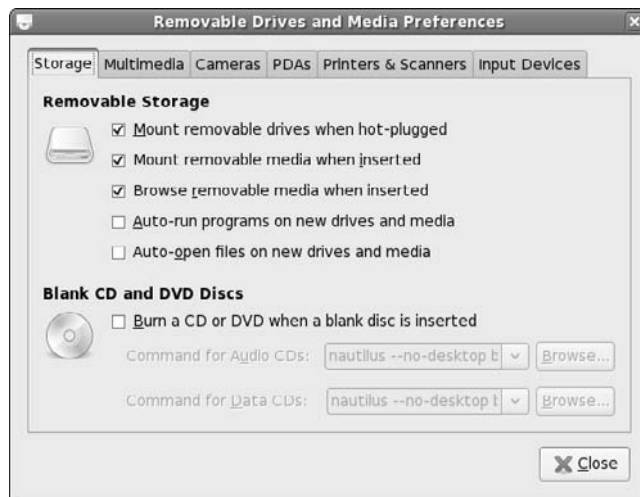 Removable Drives and Media Preferences
Storage Multimedia Cameras PDAs Printers & Scanners Input Devices
Removable Storage
Mount removable drives when hot-plugged
Mount removable media when inserted
Browse removable media when inserted
Auto-run programs on new drives and media
Auto-open files on new drives and media
Blank CD and DVD Discs
Burn a CD or DVD when a blank disc is inserted
Command for Audio CDs: nautilus --no-desktop b Browse...
Command for Data CDs: nautilus --no-desktop b Browse...
Close